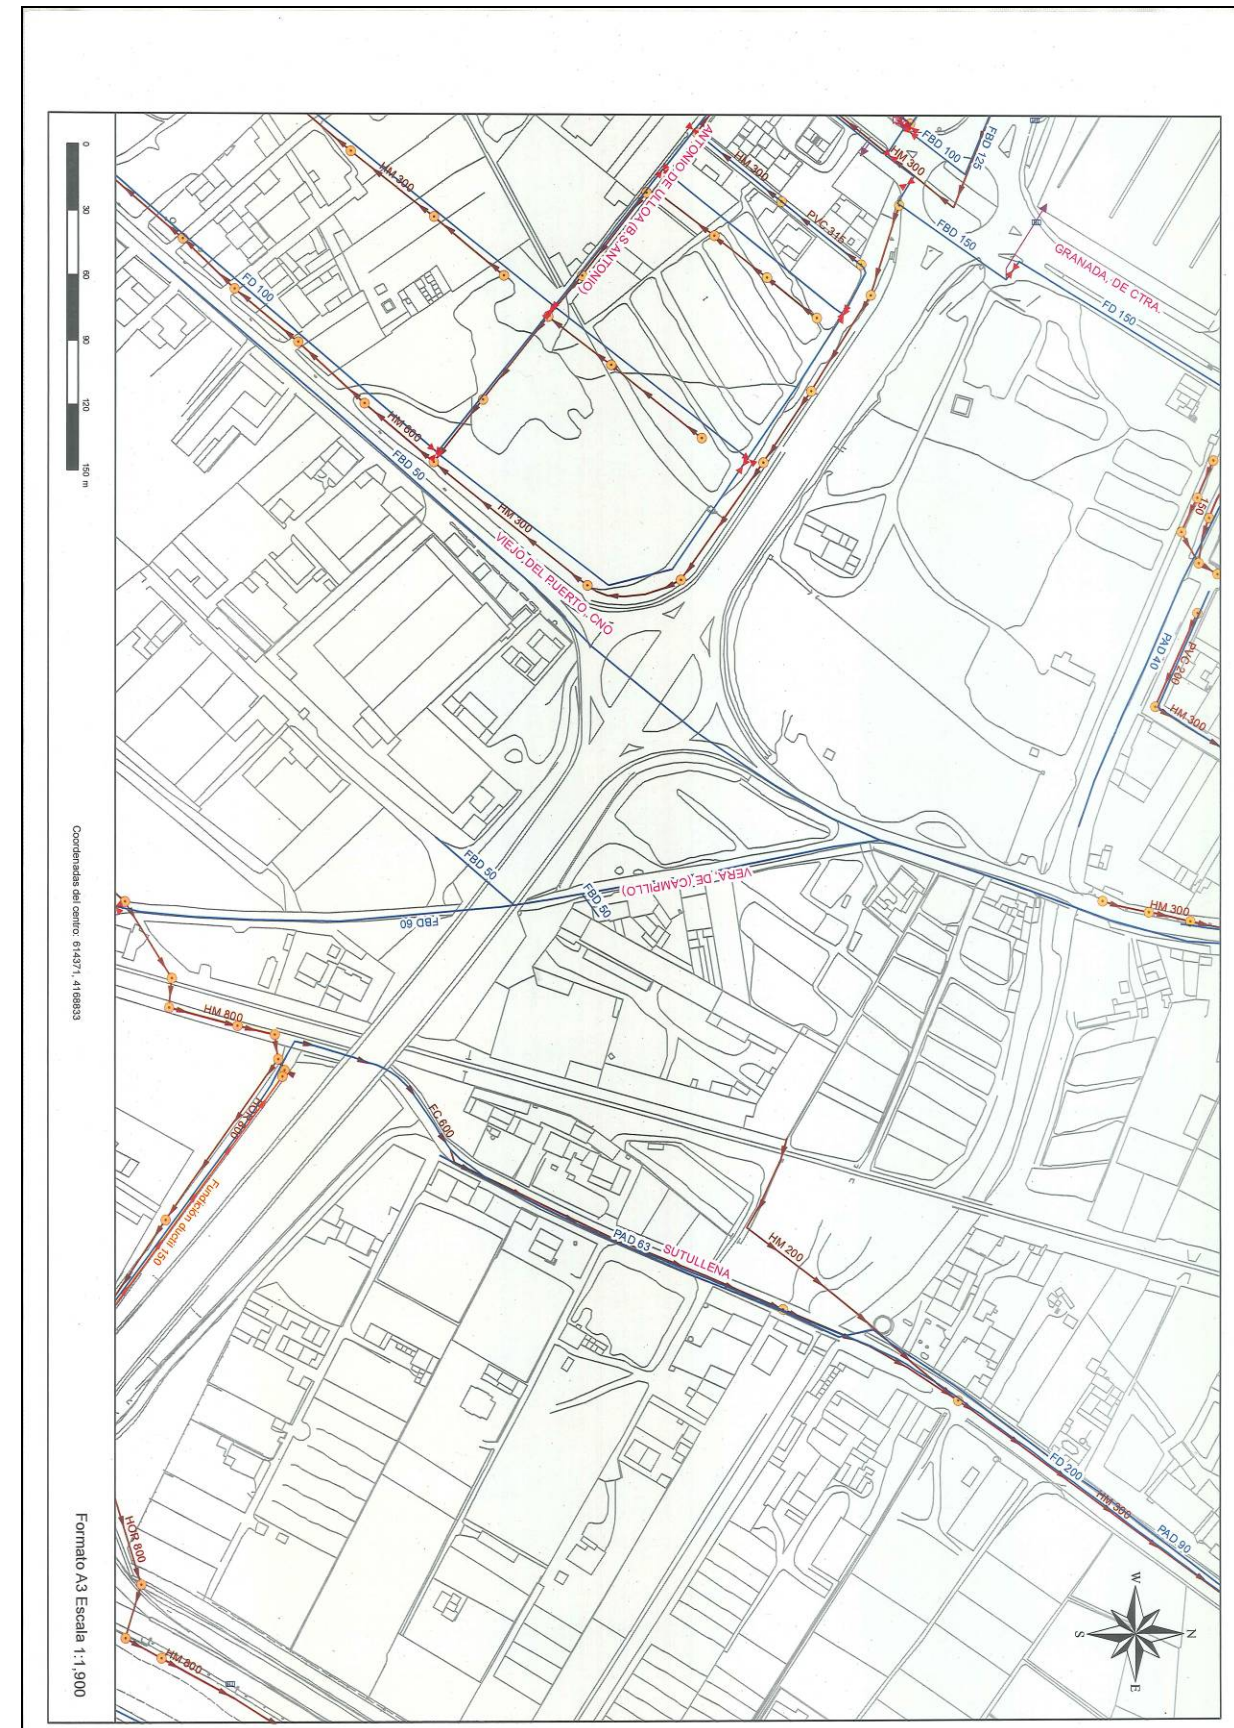 ANTONIO DE ULLOA (B.S.ANTONIO)
HM 300
FBD 100
FBD 125
HM 300
HM 300
PVC 315
FBD 150
GRANADA, DE CTRA.
FD 150
FD 100
HM 600
FBD 50
HM 300
VIEJO DEL PUERTO, CNO
150
PAD 40
PVC 200
HM 300
FBD 50
FBD 50
VERA, DE (CAMPILLO)
FBD 60
HM 300
HM 800
HOR 800
FC 600
Fundición ductil 150
PAD 63
SUTULLENA
HM 200
FD 200
HM 300
PAD 90
HOR 800
HM 800
W
N
S
E
0
30
60
90
120
150 m
Coordenadas del centro: 614371, 4168833
Formato A3 Escala 1:1,900